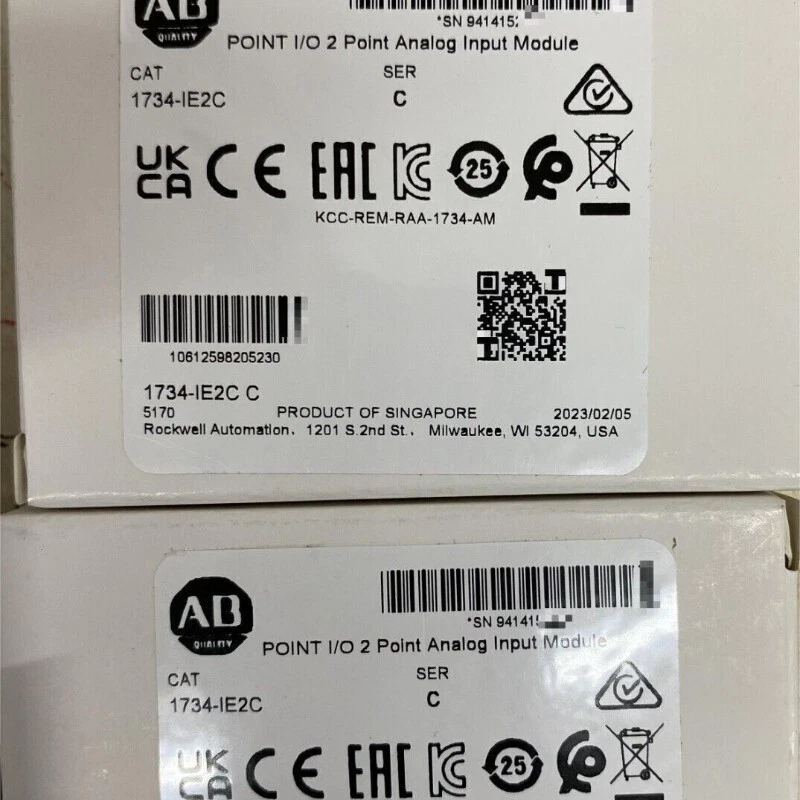 AB
QUALITY
*SN 941415
POINT I/O 2 Point Analog Input Module
CAT
SER
1734-IE2C
C
UK
CA
CE
EAC
KC
25
KCC-REM-RAA-1734-AM
10612598205230
1734-IE2C C
5170
PRODUCT OF SINGAPORE
2023/02/05
Rockwell Automation, 1201 S.2nd St., Milwaukee, WI 53204, USA
AB
QUALITY
*SN 94141
POINT I/O 2 Point Analog Input Module
CAT
SER
1734-IE2C
C
UK
CA
CE
EAC
KC
25